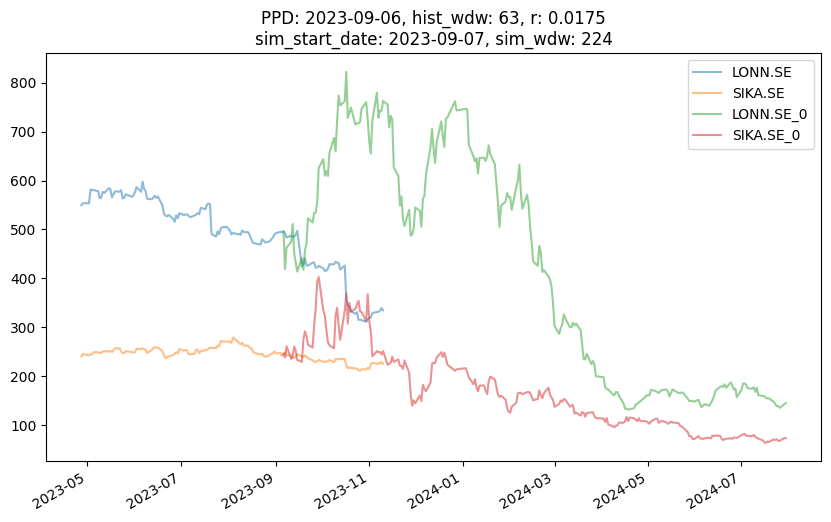 PPD: 2023-09-06, hist_wdw: 63, r: 0.0175
sim_start_date: 2023-09-07, sim_wdw: 224
LONN.SE
SIKA.SE
LONN.SE_0
SIKA.SE_0
800
700
600
500
400
300
200
100
2023-05
2023-07
2023-09
2023-11
2024-01
2024-03
2024-05
2024-07